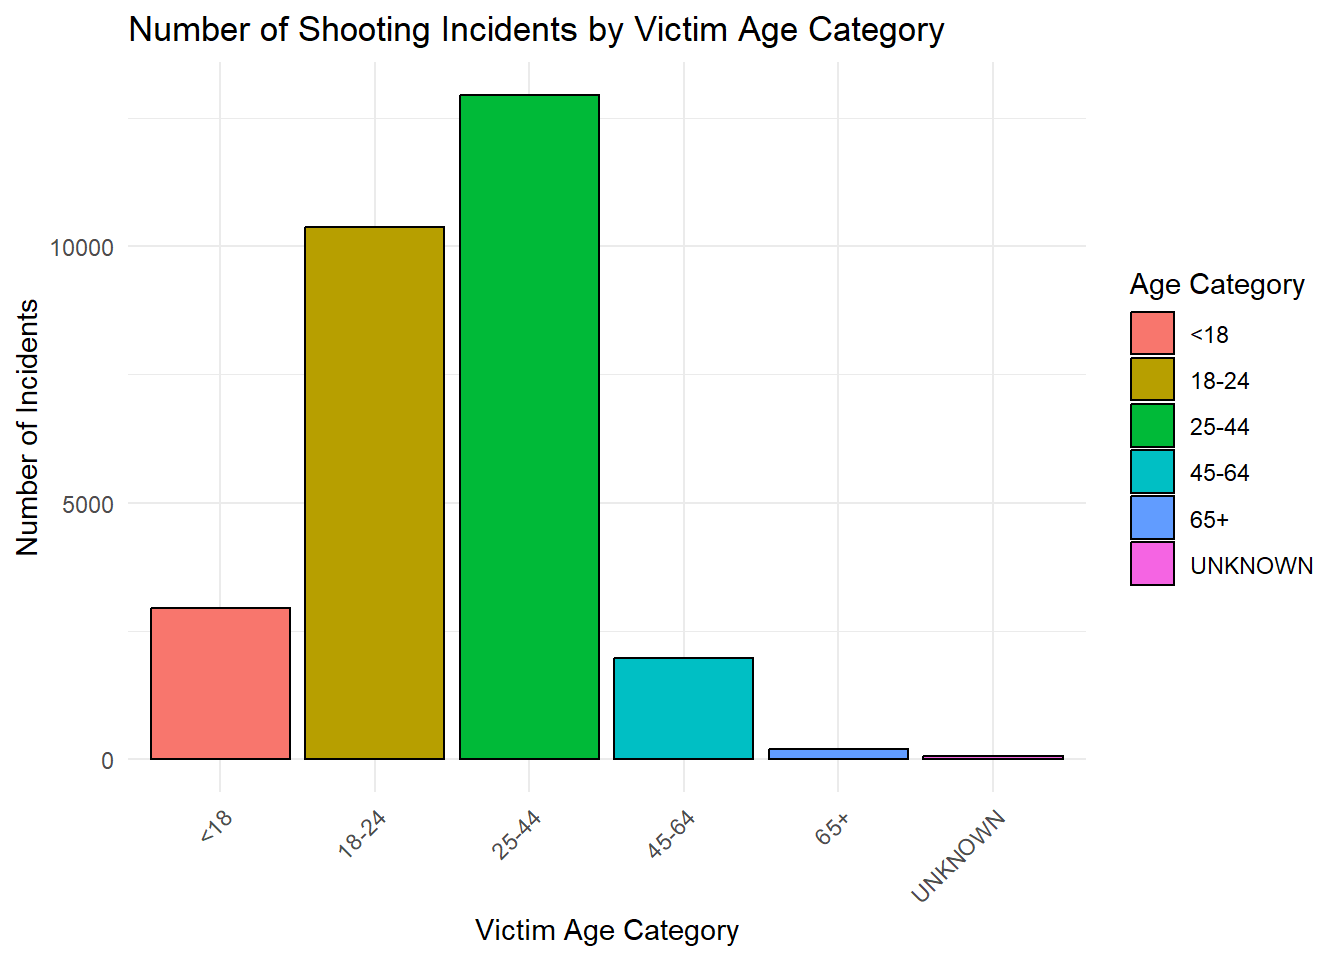 Number of Shooting Incidents by Victim Age Category
Number of Incidents
10000
5000
0
<18
18-24
25-44
45-64
65+
UNKNOWN
Victim Age Category
Age Category
<18
18-24
25-44
45-64
65+
UNKNOWN